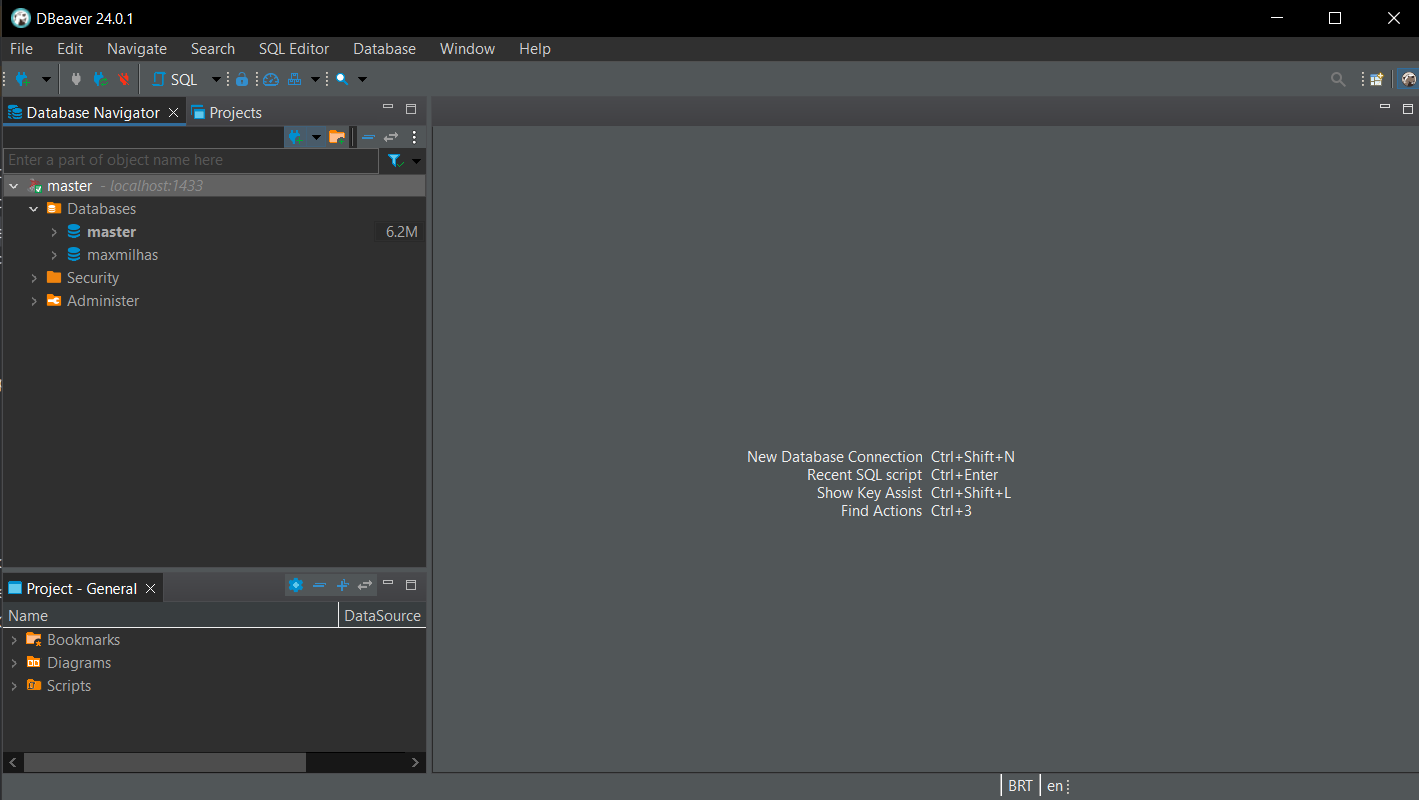 DBeaver 24.0.1
File Edit Navigate Search SQL Editor Database Window Help
SQL
Database Navigator Projects
Enter a part of object name here
master - localhost:1433
Databases
master 6.2M
maxmilhas
Security
Administer
New Database Connection Ctrl+Shift+N
Recent SQL script Ctrl+Enter
Show Key Assist Ctrl+Shift+L
Find Actions Ctrl+3
Project - General
Name DataSource
Bookmarks
Diagrams
Scripts
BRT en